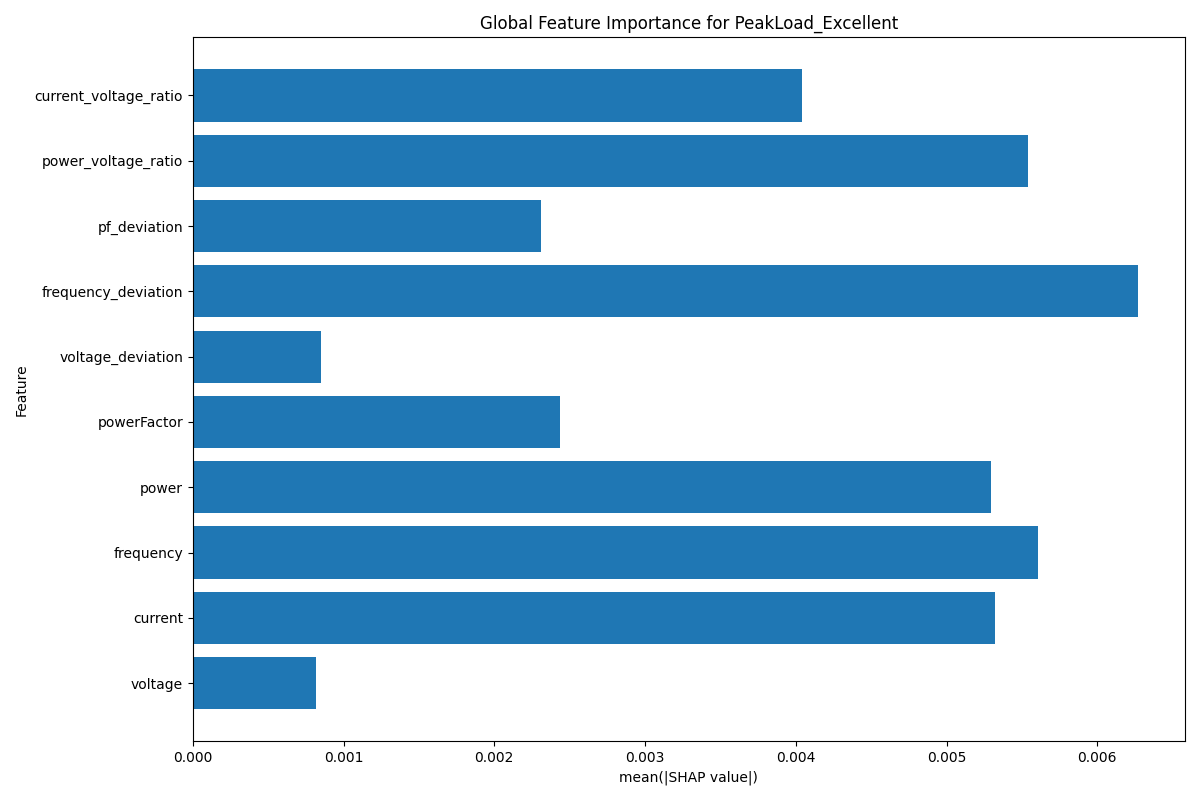 Global Feature Importance for PeakLoad_Excellent
current_voltage_ratio
power_voltage_ratio
pf_deviation
frequency_deviation
voltage_deviation
powerFactor
power
frequency
current
voltage
Feature
0.000 0.001 0.002 0.003 0.004 0.005 0.006
mean(|SHAP value|)